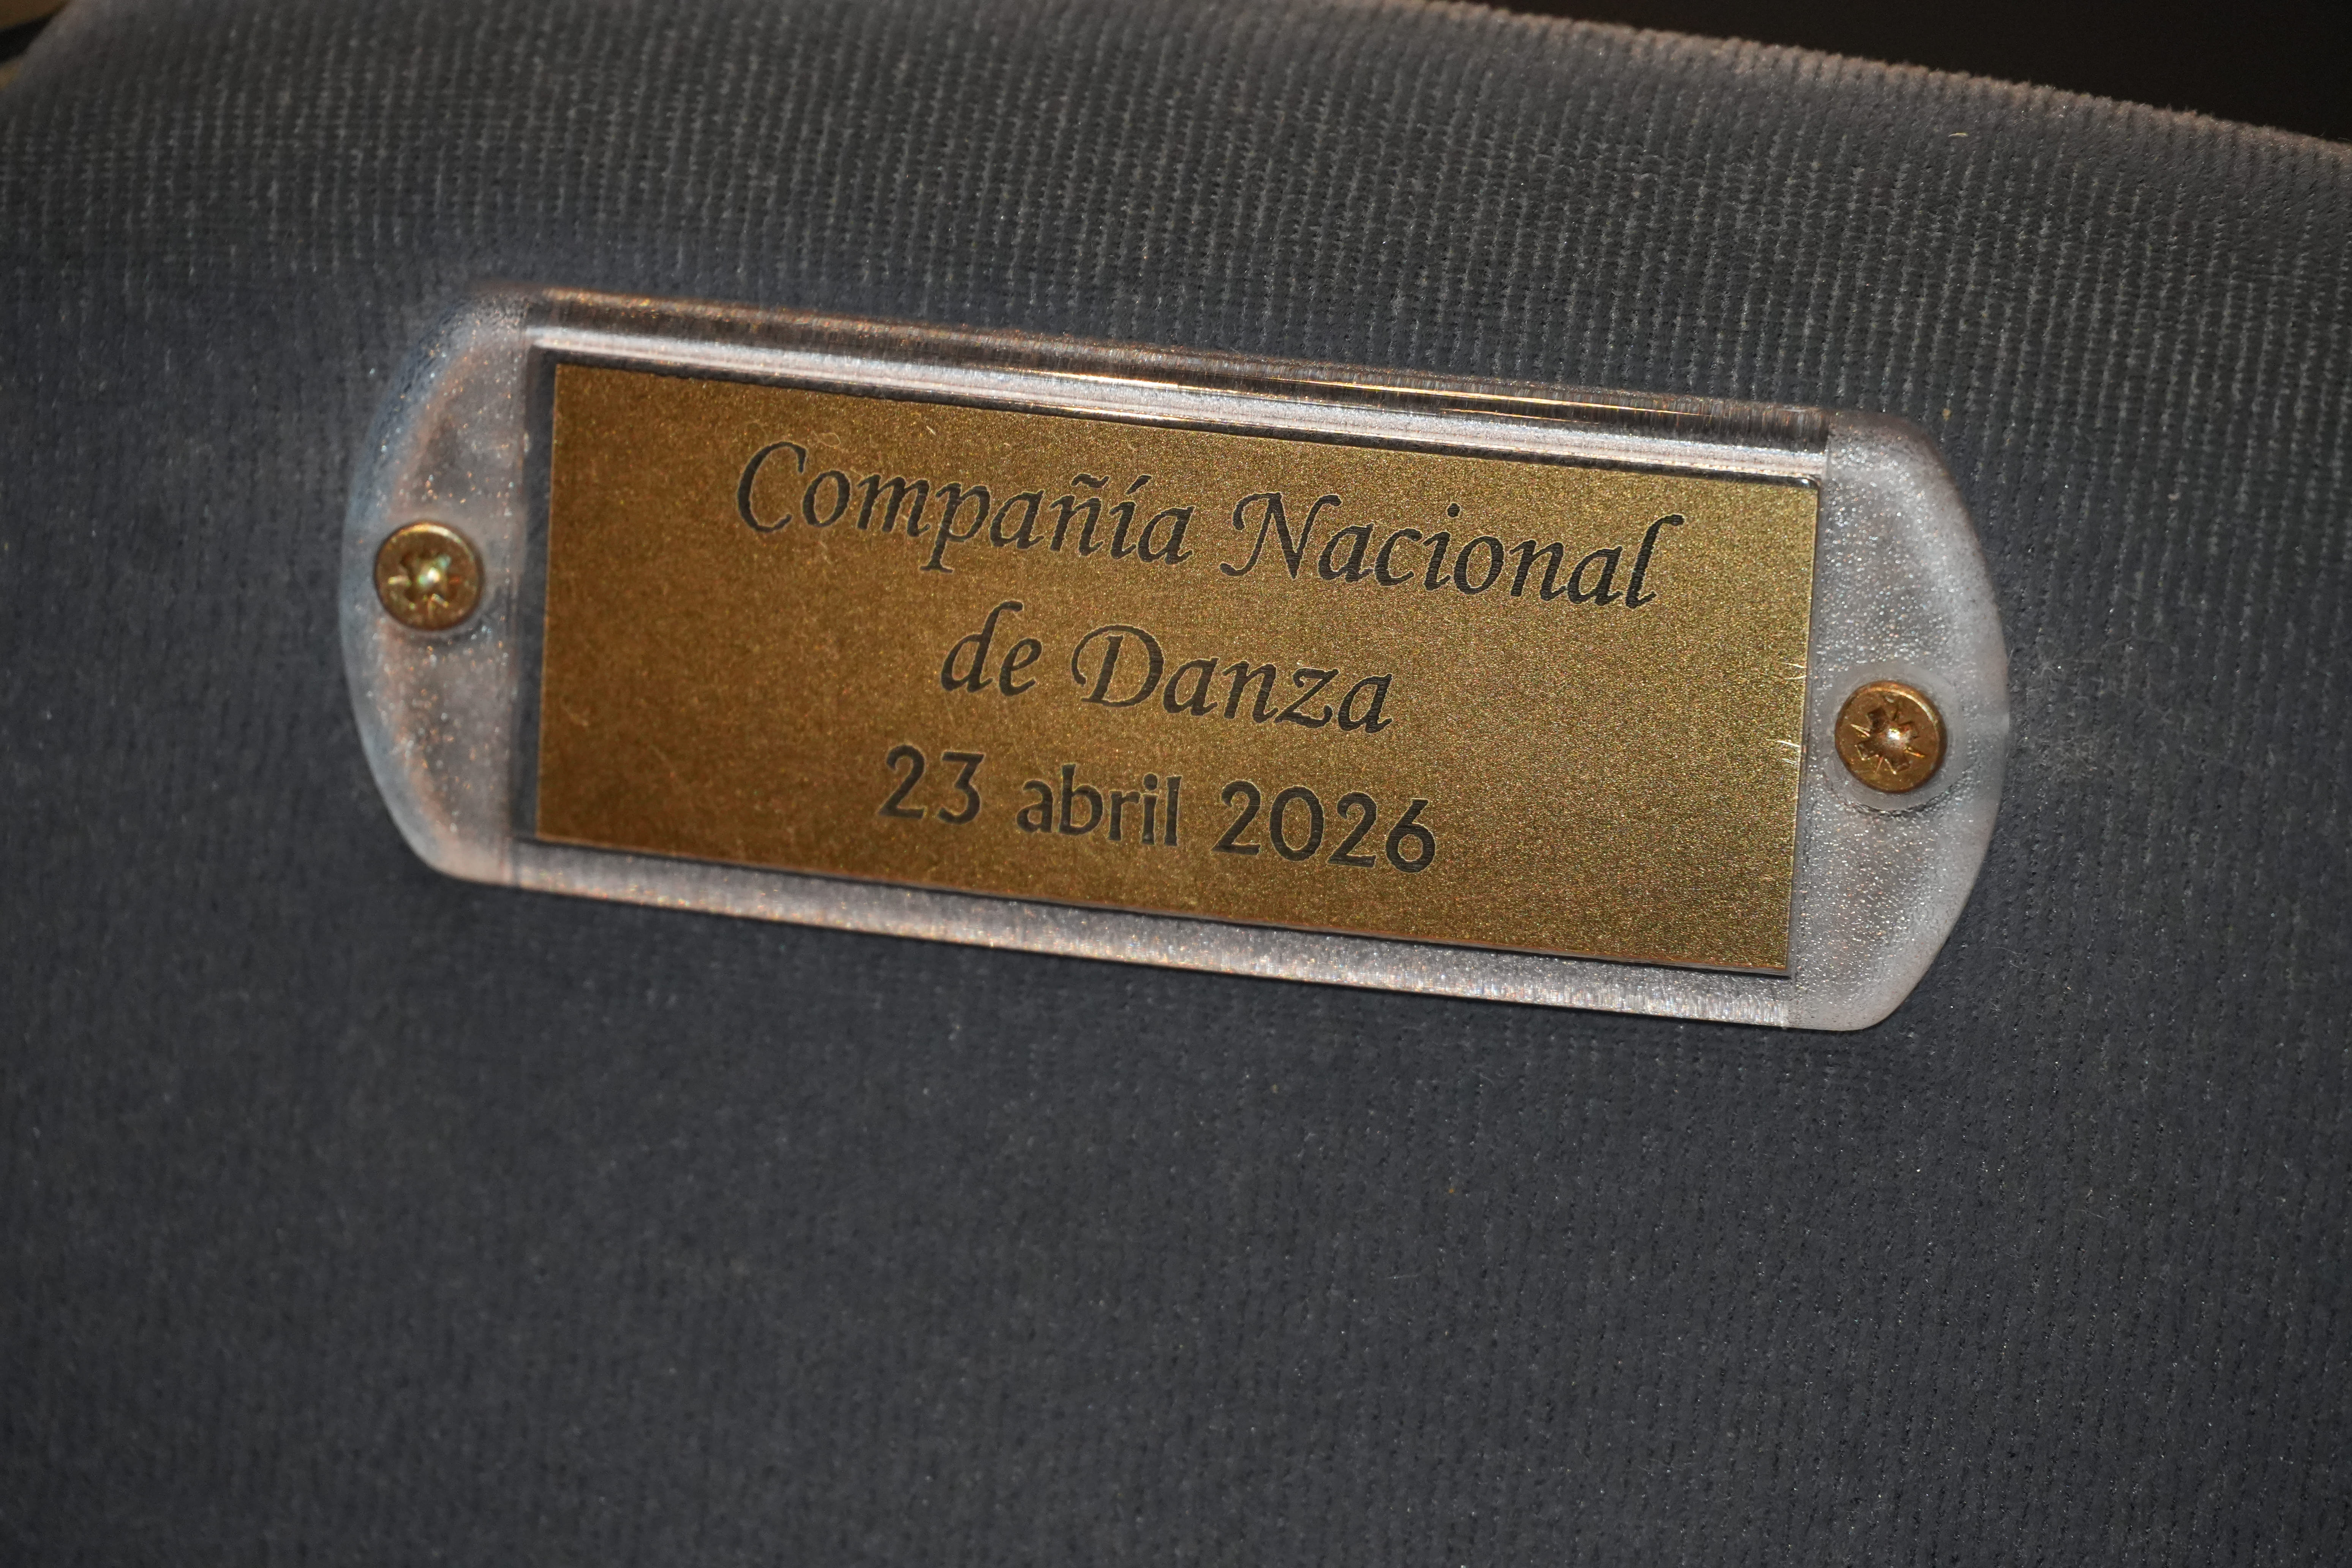 Compañía Nacional
de Danza
23 abril 2026